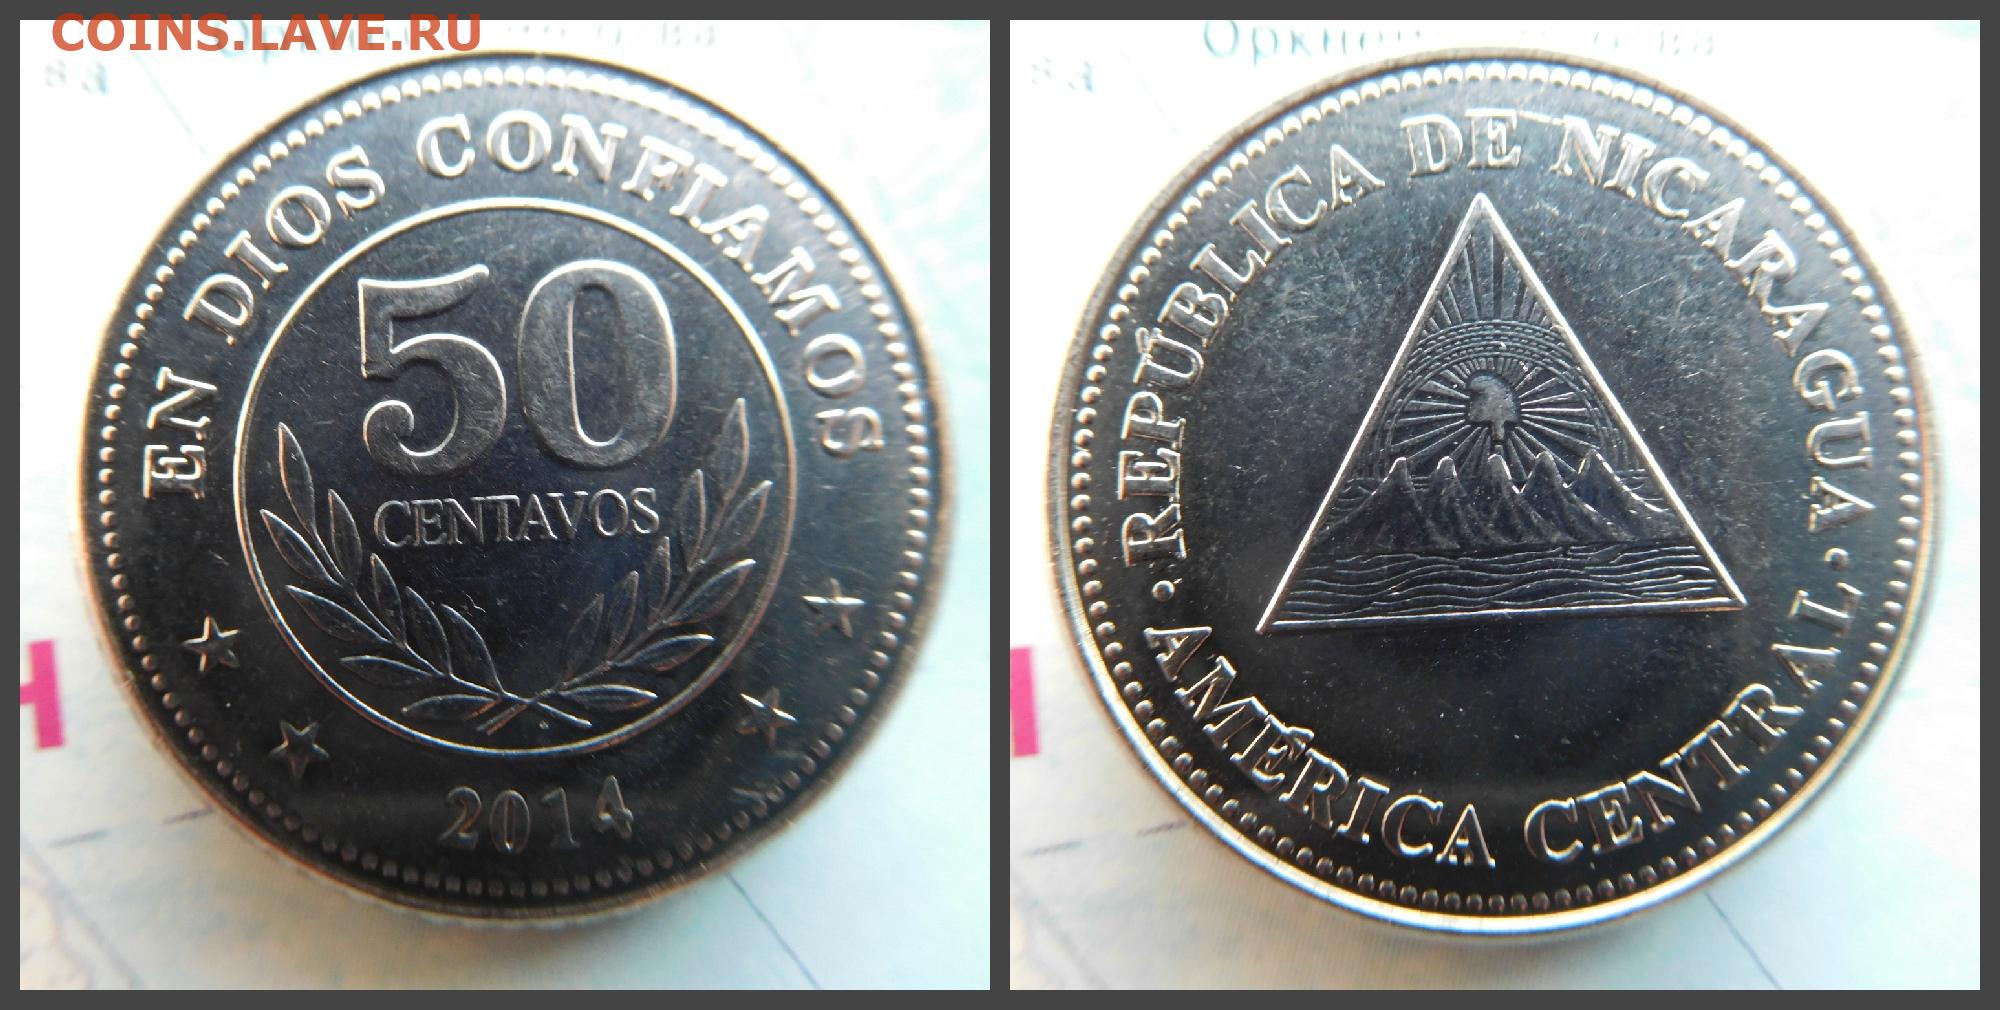 COINS.LAVE.RU
EN DIOS CONFIAMOS
50
CENTAVOS
2014
REPÚBLICA DE NICARAGUA
AMÉRICA CENTRAL